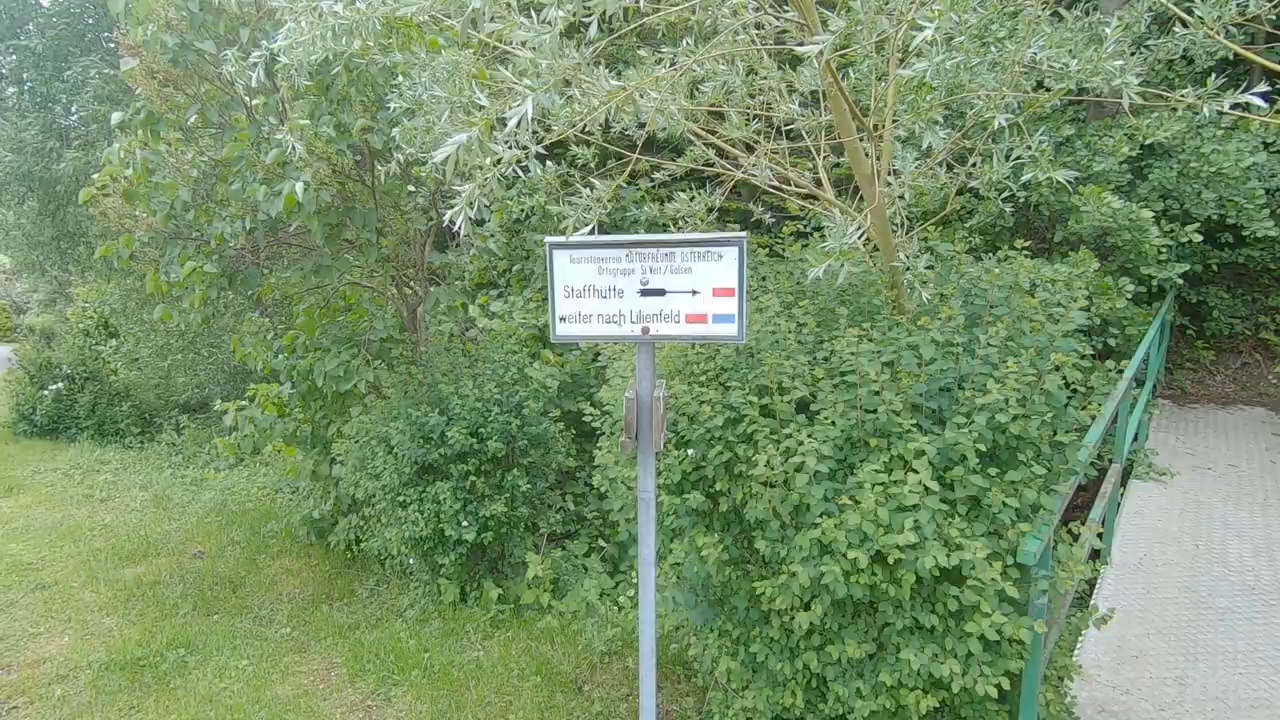 Touristenverein NATURFREUNDE ÖSTERREICH
Ortsgruppe St. Veit / Gölsen
Staffhütte
weiter nach Lilienfeld